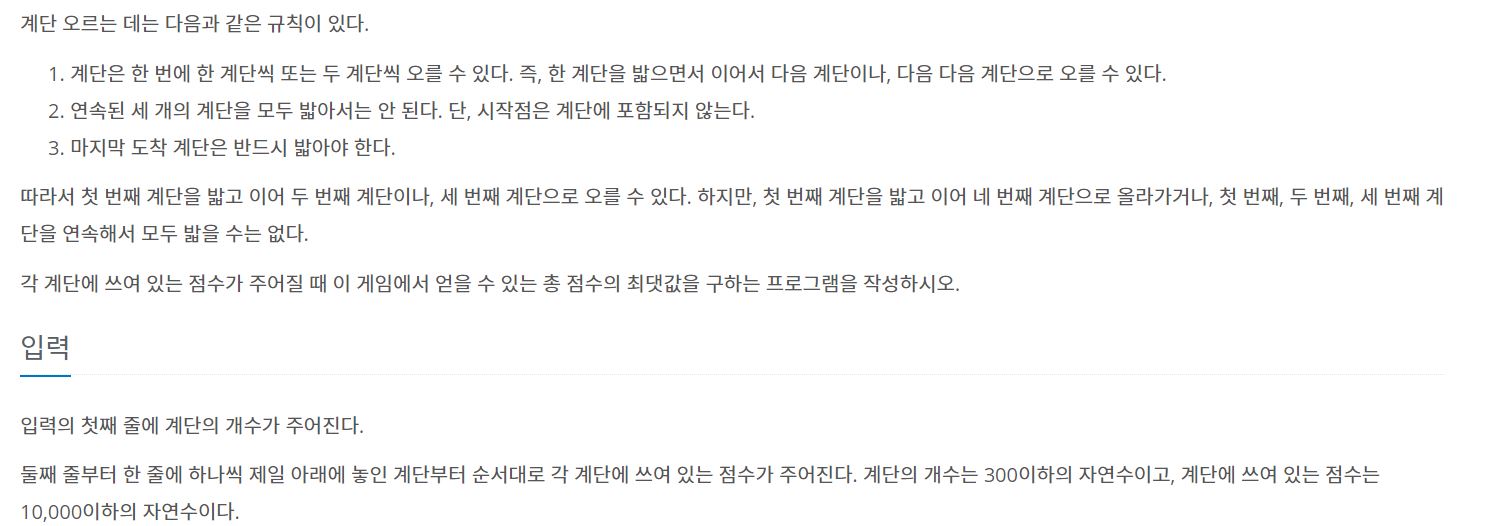 계단 오르는 데는 다음과 같은 규칙이 있다.
1. 계단은 한 번에 한 계단씩 또는 두 계단씩 오를 수 있다. 즉, 한 계단을 밟으면서 이어서 다음 계단이나, 다음 다음 계단으로 오를 수 있다.
2. 연속된 세 개의 계단을 모두 밟아서는 안 된다. 단, 시작점은 계단에 포함되지 않는다.
3. 마지막 도착 계단은 반드시 밟아야 한다.
따라서 첫 번째 계단을 밟고 이어 두 번째 계단이나, 세 번째 계단으로 오를 수 있다. 하지만, 첫 번째 계단을 밟고 이어 네 번째 계단으로 올라가거나, 첫 번째, 두 번째, 세 번째 계
단을 연속해서 모두 밟을 수는 없다.
각 계단에 쓰여 있는 점수가 주어질 때 이 게임에서 얻을 수 있는 총 점수의 최댓값을 구하는 프로그램을 작성하시오.
입력
입력의 첫째 줄에 계단의 개수가 주어진다.
둘째 줄부터 한 줄에 하나씩 제일 아래에 놓인 계단부터 순서대로 각 계단에 쓰여 있는 점수가 주어진다. 계단의 개수는 300이하의 자연수이고, 계단에 쓰여 있는 점수는
10,000이하의 자연수이다.